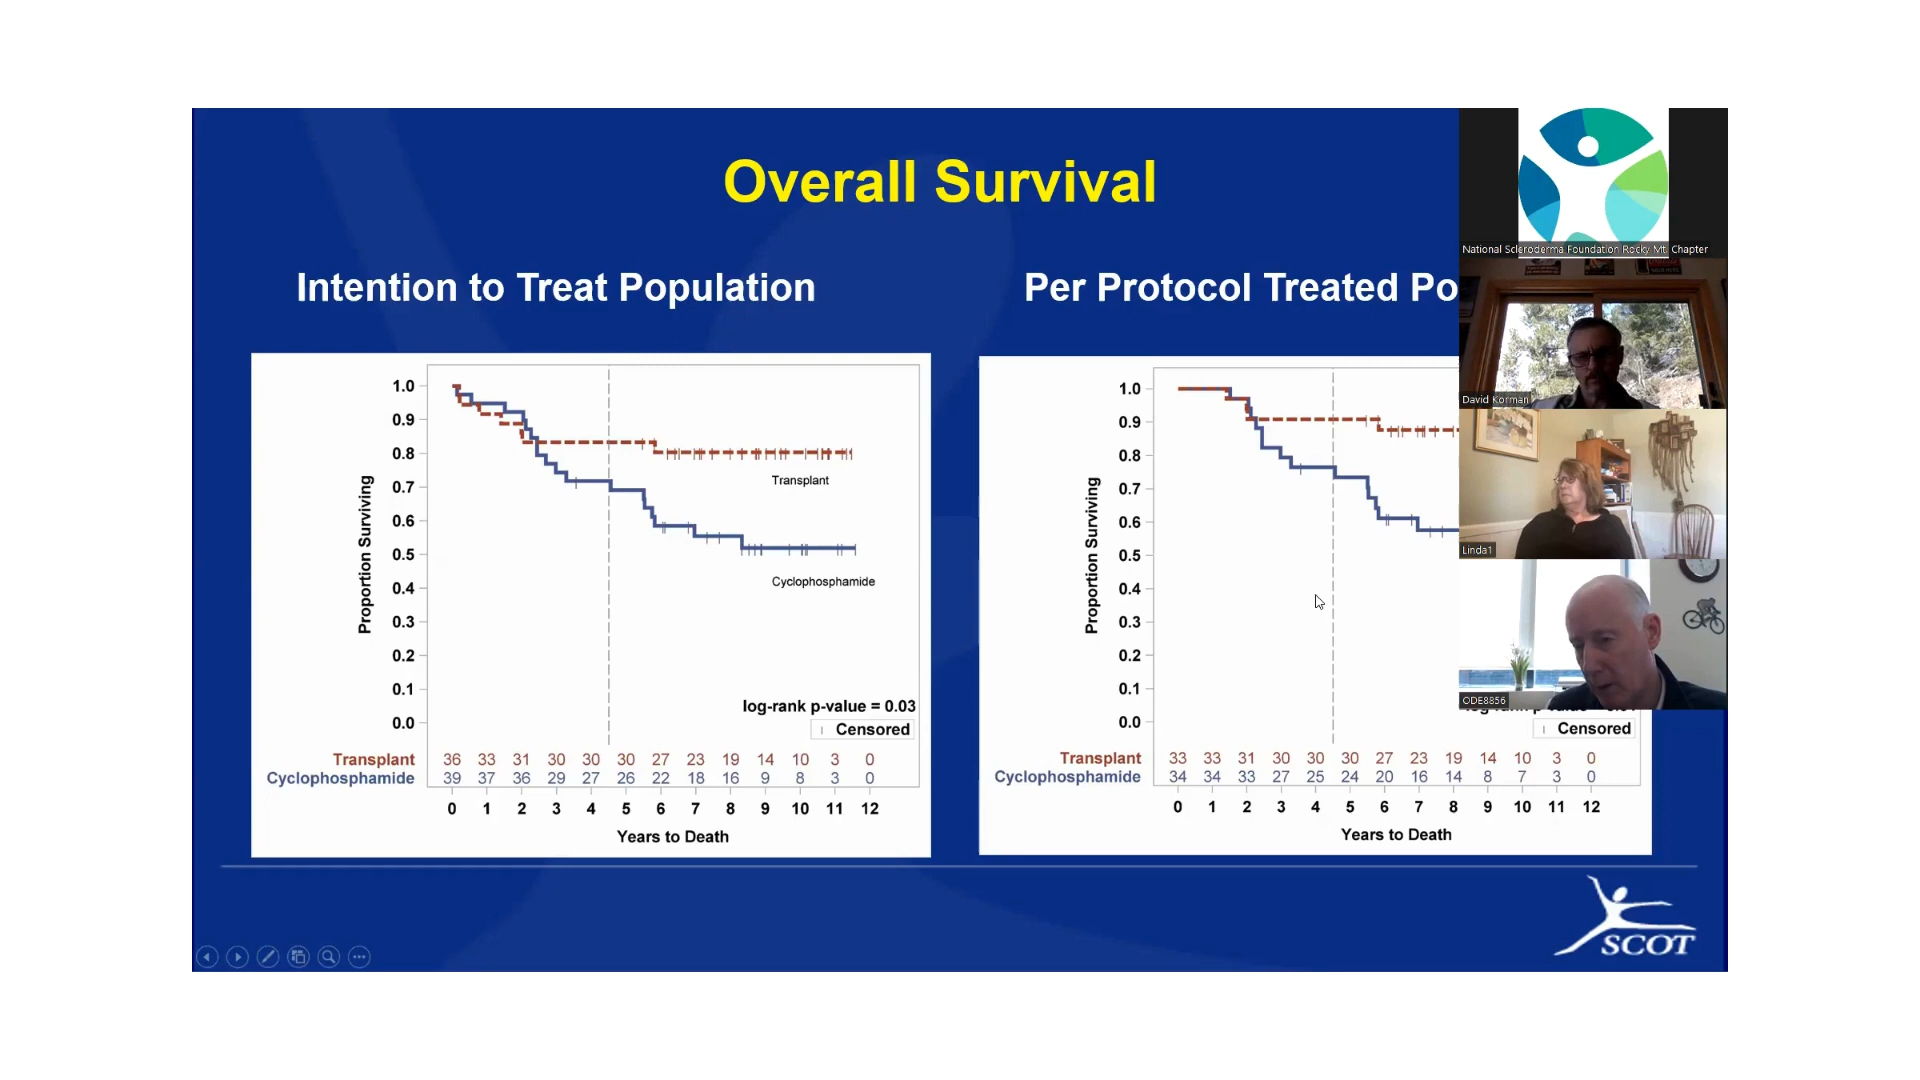 Overall Survival
Intention to Treat Population
Per Protocol Treated Po
1.0
0.9
0.8
0.7
0.6
0.5
0.4
0.3
0.2
0.1
0.0
Proportion Surviving
Transplant
Cyclophosphamide
log-rank p-value = 0.03
Censored
Transplant 36 33 31 30 30 30 27 23 19 14 10 3 0
Cyclophosphamide 39 37 36 29 27 26 22 18 16 9 8 3 0
0 1 2 3 4 5 6 7 8 9 10 11 12
Years to Death
1.0
0.9
0.8
0.7
0.6
0.5
0.4
0.3
0.2
0.1
0.0
Proportion Surviving
Censored
Transplant 33 33 31 30 30 30 27 23 19 14 10 3 0
Cyclophosphamide 34 34 33 27 25 24 20 16 14 8 7 3 0
0 1 2 3 4 5 6 7 8 9 10 11 12
Years to Death
National Scleroderma Foundation Rocky Mt. Chapter
David Korman
Linda1
ODE8856
SCOT